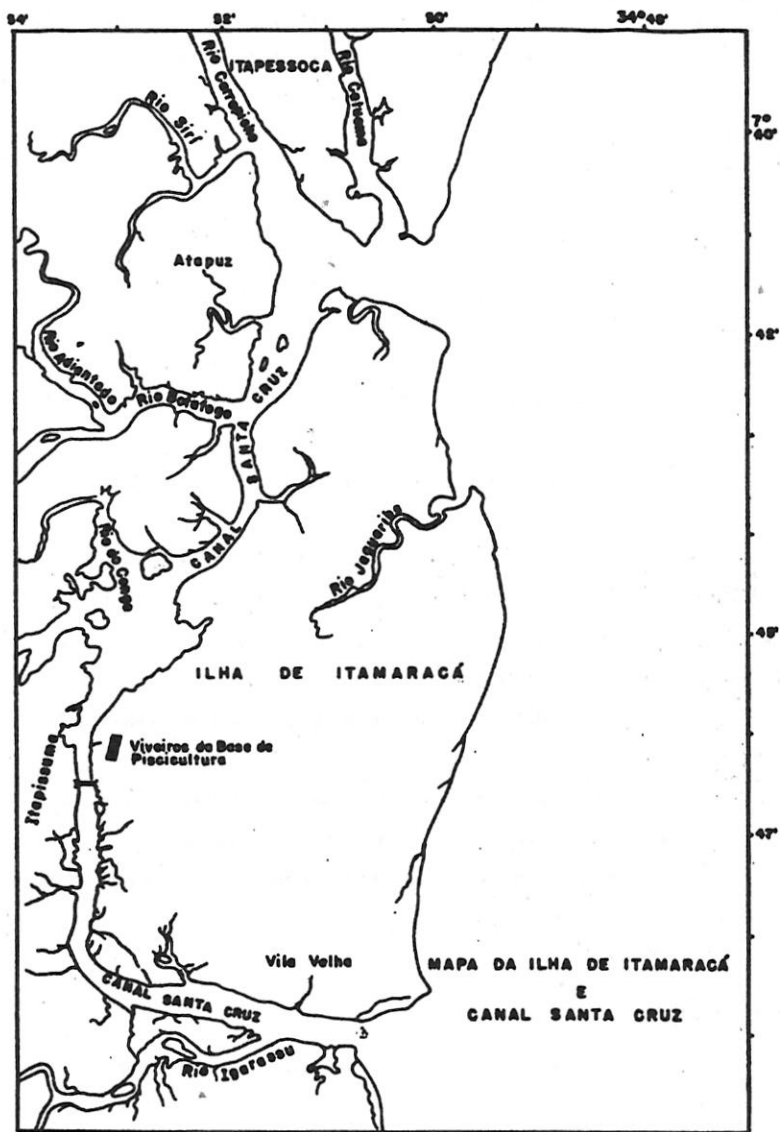 54' 52' 50' 34° 48'
ITAPESSOCA
Rio Carrapicho
Rio Catuama
Rio Siri
7°
40'
Atapuz
42'
Rio Adiantado
Rio Botafogo
CANAL SANTA CRUZ
Rio do Congo
Rio Jaguaribe
45'
ILHA DE ITAMARACÁ
Viveiros da Base de
Piscicultura
Itapissuma
47'
Vila Velha
MAPA DA ILHA DE ITAMARACÁ
E
CANAL SANTA CRUZ
CANAL SANTA CRUZ
Rio Igarassu